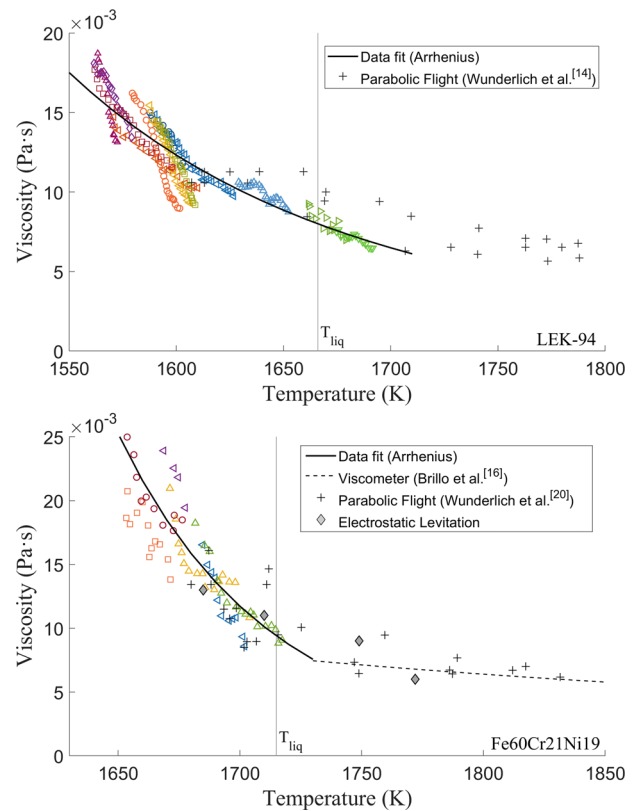 20 ×10⁻³
Data fit (Arrhenius)
Parabolic Flight (Wunderlich et al.[14])
15
10
5
0
Viscosity (Pa·s)
Tliq
LEK-94
1550 1600 1650 1700 1750 1800
Temperature (K)
25 ×10⁻³
Data fit (Arrhenius)
Viscometer (Brillo et al.[16])
Parabolic Flight (Wunderlich et al.[20])
Electrostatic Levitation
20
15
10
5
0
Viscosity (Pa·s)
Tliq
Fe60Cr21Ni19
1650 1700 1750 1800 1850
Temperature (K)